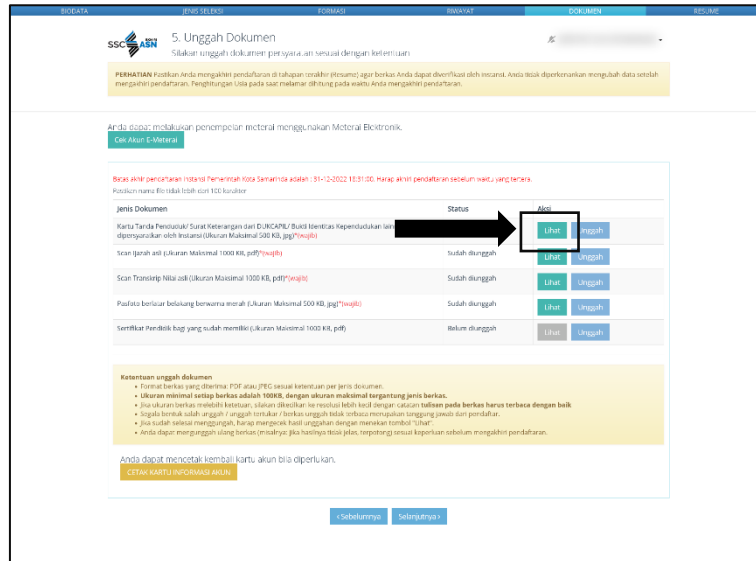 BIODATA JENIS SELEKSI FORMASI RIWAYAT DOKUMEN RESUME
SSC ASN
5. Unggah Dokumen
Silakan unggah dokumen persyaratan sesuai dengan ketentuan
PERHATIAN Pastikan Anda mengakhiri pendaftaran di tahapan terakhir (Resume) agar berkas Anda dapat diverifikasi oleh instansi. Anda tidak diperkenankan mengubah data setelah
mengakhiri pendaftaran. Penghitungan Usia pada saat melamar dihitung pada waktu Anda mengakhiri pendaftaran.
Anda dapat melakukan penempelan meterai menggunakan Meterai Elektronik.
Cek Akun E-Meterai
Batas akhir pendaftaran instansi Pemerintah Kota Samarinda adalah : 31-12-2022 Harap akhiri pendaftaran sebelum waktu yang tertera.
Pastikan nama file tidak lebih dari 100 karakter
Jenis Dokumen Status Aksi
Kartu Tanda Penduduk/ Surat Keterangan dari DUKCAPIL/ Bukti Identitas Kependudukan lain
dipersyaratkan oleh Instansi (Ukuran Maksimal 500 KB, jpg)*(wajib)
Lihat Unggah
Scan Ijazah asli (Ukuran Maksimal 1000 KB, pdf)*(wajib) Sudah diunggah Lihat Unggah
Scan Transkrip Nilai asli (Ukuran Maksimal 1000 KB, pdf)*(wajib) Sudah diunggah Lihat Unggah
Pasfoto berlatar belakang berwarna merah (Ukuran Maksimal 500 KB, jpg)*(wajib) Sudah diunggah Lihat Unggah
Sertifikat Pendidik bagi yang sudah memiliki (Ukuran Maksimal 1000 KB, pdf) Belum diunggah Lihat Unggah
Ketentuan unggah dokumen
• Format berkas yang diterima: PDF atau JPEG sesuai ketentuan per jenis dokumen.
• Ukuran minimal setiap berkas adalah 100KB, dengan ukuran maksimal tergantung jenis berkas.
• Jika ukuran berkas melebihi ketetuan, silakan dikecilkan ke resolusi lebih kecil dengan catatan tulisan pada berkas harus terbaca dengan baik
• Segala bentuk salah unggah / unggah tertukar / berkas unggah tidak terbaca merupakan tanggung jawab dari pendaftar.
• Jika sudah selesai mengunggah, harap mengecek hasil unggahan dengan menekan tombol "Lihat".
• Anda dapat mengunggah ulang berkas (misalnya: jika hasilnya tidak jelas, terpotong) sesuai keperluan sebelum mengakhiri pendaftaran.
Anda dapat mencetak kembali kartu akun bila diperlukan.
CETAK KARTU INFORMASI AKUN
‹ Sebelumnya Selanjutnya ›